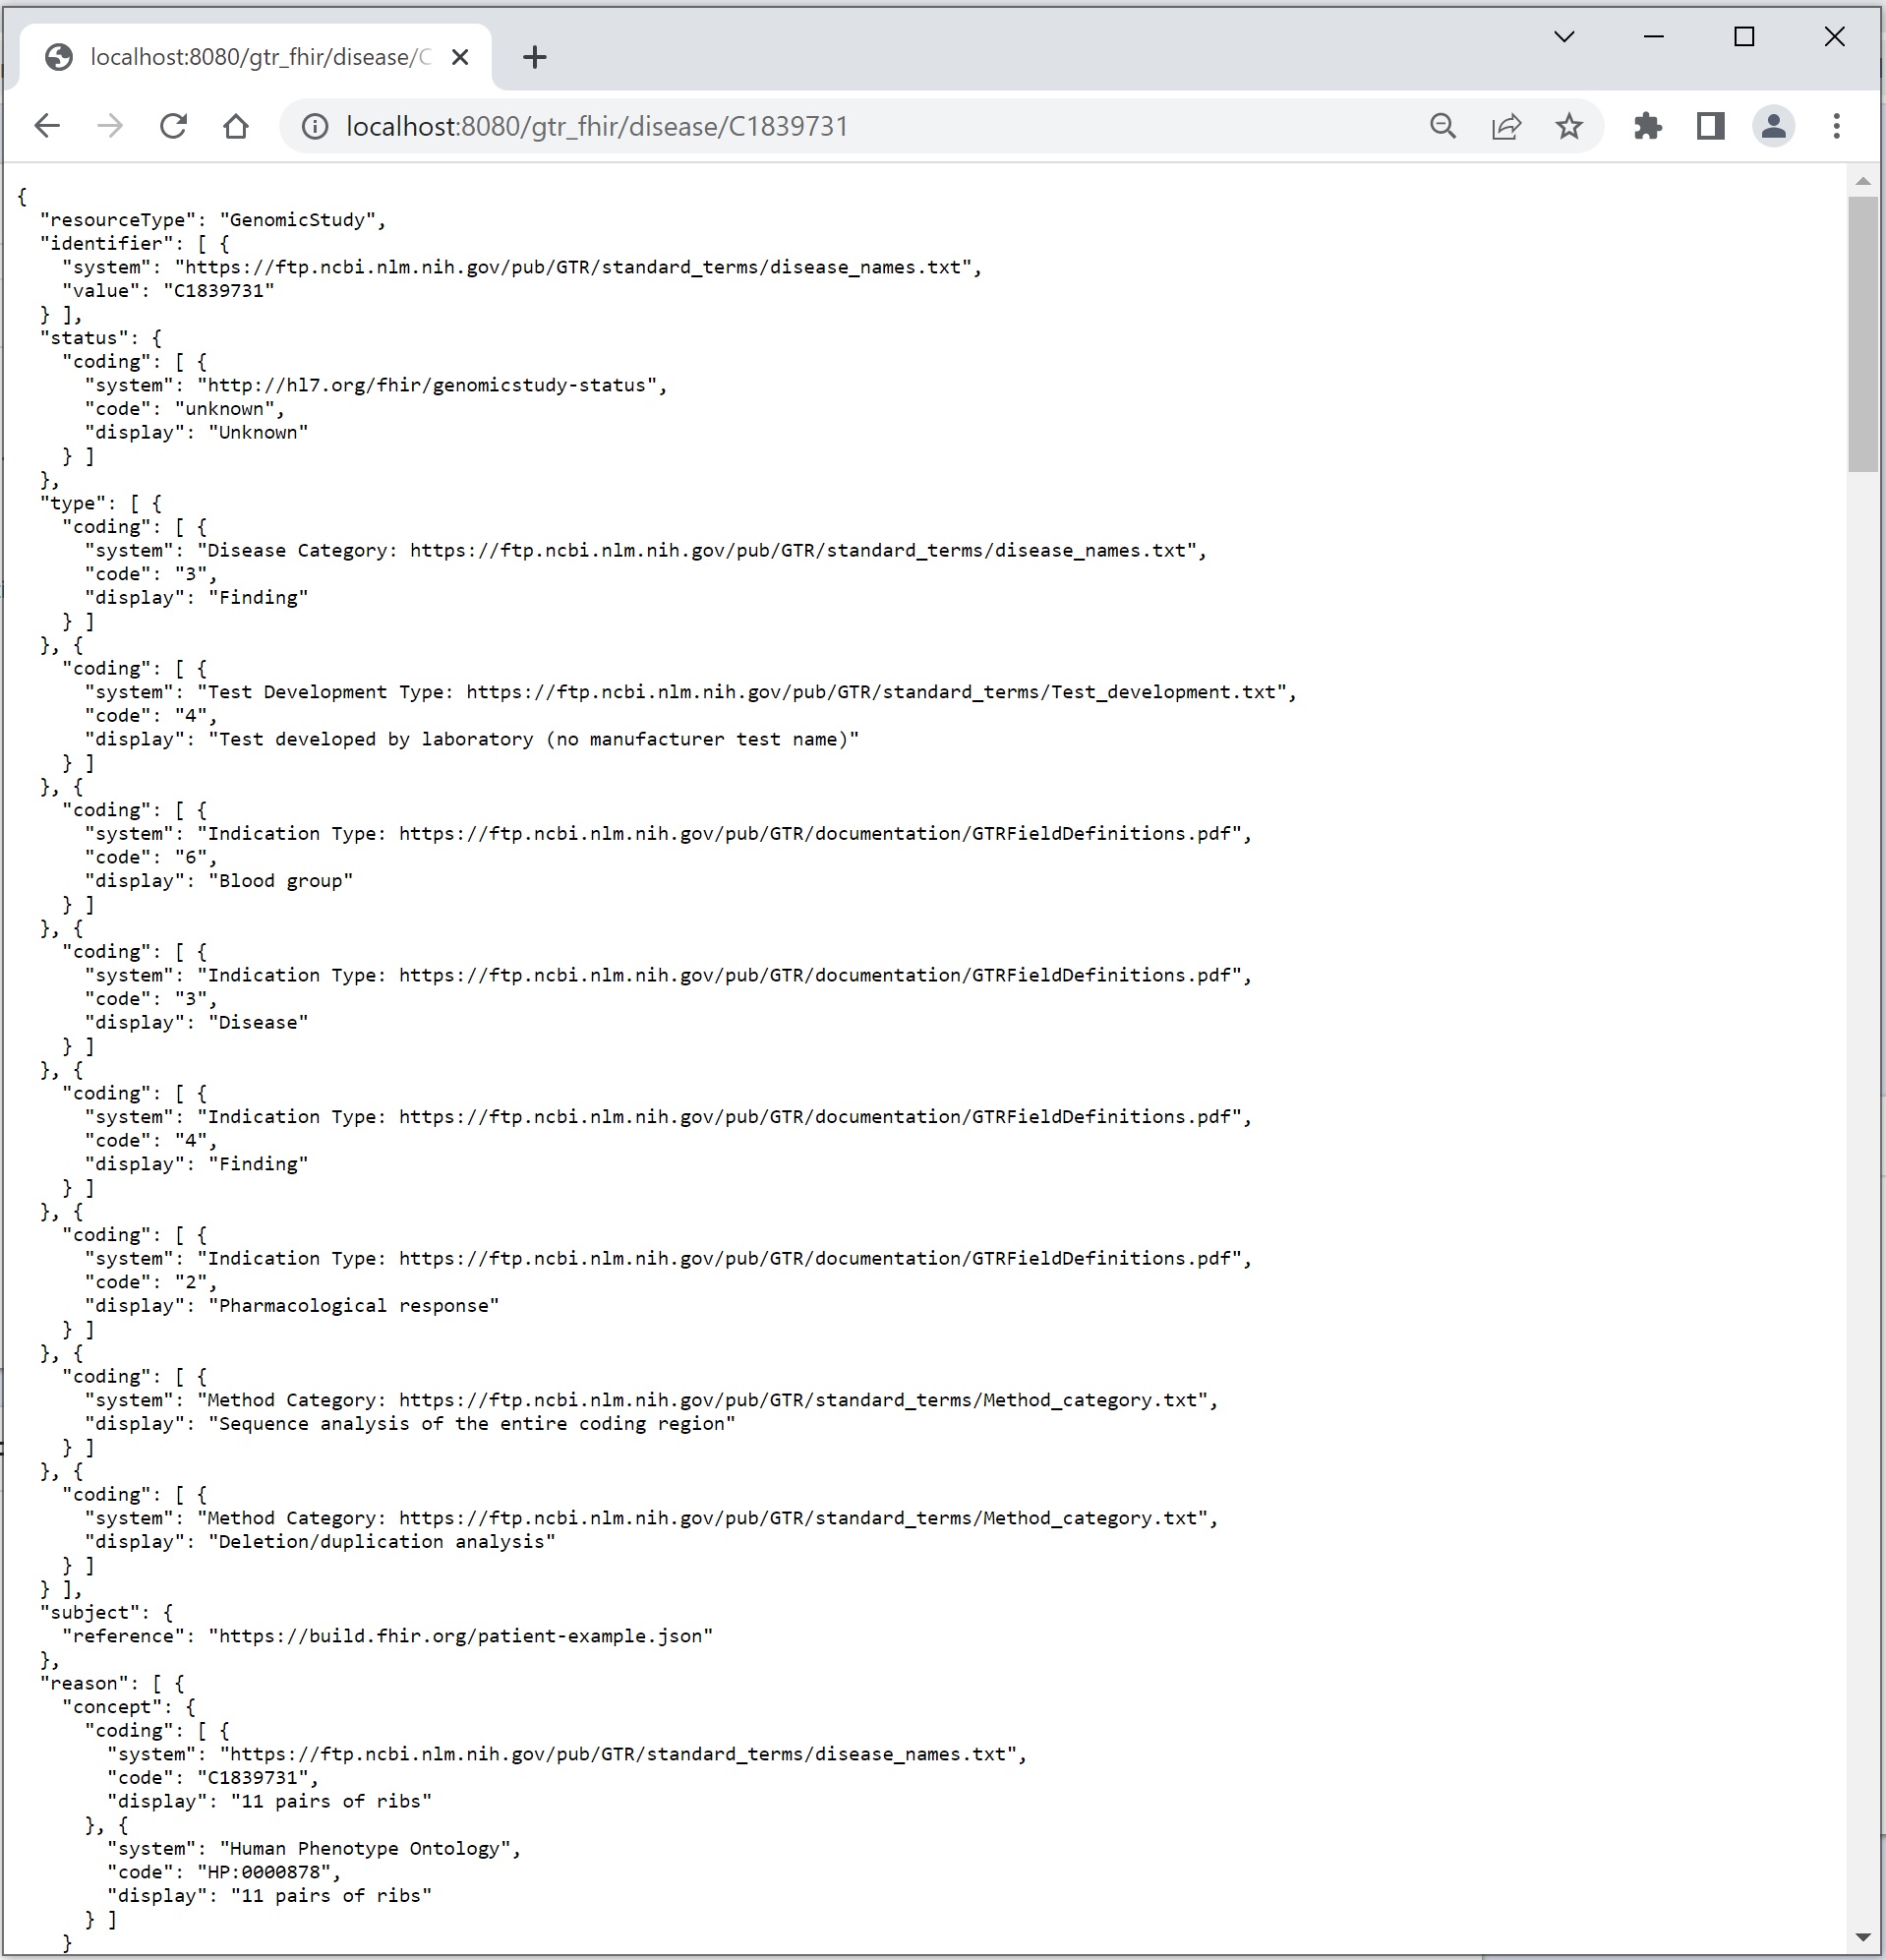 localhost:8080/gtr_fhir/disease/C
localhost:8080/gtr_fhir/disease/C1839731
{
  "resourceType": "GenomicStudy",
  "identifier": [ {
    "system": "https://ftp.ncbi.nlm.nih.gov/pub/GTR/standard_terms/disease_names.txt",
    "value": "C1839731"
  } ],
  "status": {
    "coding": [ {
      "system": "http://hl7.org/fhir/genomicstudy-status",
      "code": "unknown",
      "display": "Unknown"
    } ]
  },
  "type": [ {
    "coding": [ {
      "system": "Disease Category: https://ftp.ncbi.nlm.nih.gov/pub/GTR/standard_terms/disease_names.txt",
      "code": "3",
      "display": "Finding"
    } ]
  }, {
    "coding": [ {
      "system": "Test Development Type: https://ftp.ncbi.nlm.nih.gov/pub/GTR/standard_terms/Test_development.txt",
      "code": "4",
      "display": "Test developed by laboratory (no manufacturer test name)"
    } ]
  }, {
    "coding": [ {
      "system": "Indication Type: https://ftp.ncbi.nlm.nih.gov/pub/GTR/documentation/GTRFieldDefinitions.pdf",
      "code": "6",
      "display": "Blood group"
    } ]
  }, {
    "coding": [ {
      "system": "Indication Type: https://ftp.ncbi.nlm.nih.gov/pub/GTR/documentation/GTRFieldDefinitions.pdf",
      "code": "3",
      "display": "Disease"
    } ]
  }, {
    "coding": [ {
      "system": "Indication Type: https://ftp.ncbi.nlm.nih.gov/pub/GTR/documentation/GTRFieldDefinitions.pdf",
      "code": "4",
      "display": "Finding"
    } ]
  }, {
    "coding": [ {
      "system": "Indication Type: https://ftp.ncbi.nlm.nih.gov/pub/GTR/documentation/GTRFieldDefinitions.pdf",
      "code": "2",
      "display": "Pharmacological response"
    } ]
  }, {
    "coding": [ {
      "system": "Method Category: https://ftp.ncbi.nlm.nih.gov/pub/GTR/standard_terms/Method_category.txt",
      "display": "Sequence analysis of the entire coding region"
    } ]
  }, {
    "coding": [ {
      "system": "Method Category: https://ftp.ncbi.nlm.nih.gov/pub/GTR/standard_terms/Method_category.txt",
      "display": "Deletion/duplication analysis"
    } ]
  } ],
  "subject": {
    "reference": "https://build.fhir.org/patient-example.json"
  },
  "reason": [ {
    "concept": {
      "coding": [ {
        "system": "https://ftp.ncbi.nlm.nih.gov/pub/GTR/standard_terms/disease_names.txt",
        "code": "C1839731",
        "display": "11 pairs of ribs"
      }, {
        "system": "Human Phenotype Ontology",
        "code": "HP:0000878",
        "display": "11 pairs of ribs"
      } ]
    }